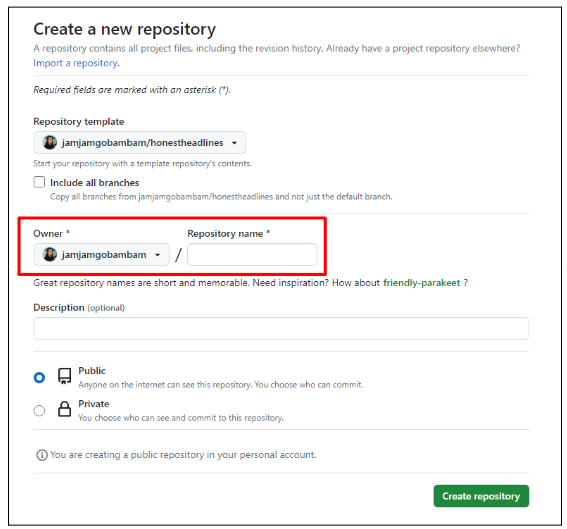 Create a new repository
A repository contains all project files, including the revision history. Already have a project repository elsewhere?
Import a repository.
Required fields are marked with an asterisk (*).
Repository template
jamjamgobambam/honestheadlines
Start your repository with a template repository's contents.
Include all branches
Copy all branches from jamjamgobambam/honestheadlines and not just the default branch.
Owner * Repository name *
jamjamgobambam /
Great repository names are short and memorable. Need inspiration? How about friendly-parakeet ?
Description (optional)
Public
Anyone on the internet can see this repository. You choose who can commit.
Private
You choose who can see and commit to this repository.
You are creating a public repository in your personal account.
Create repository